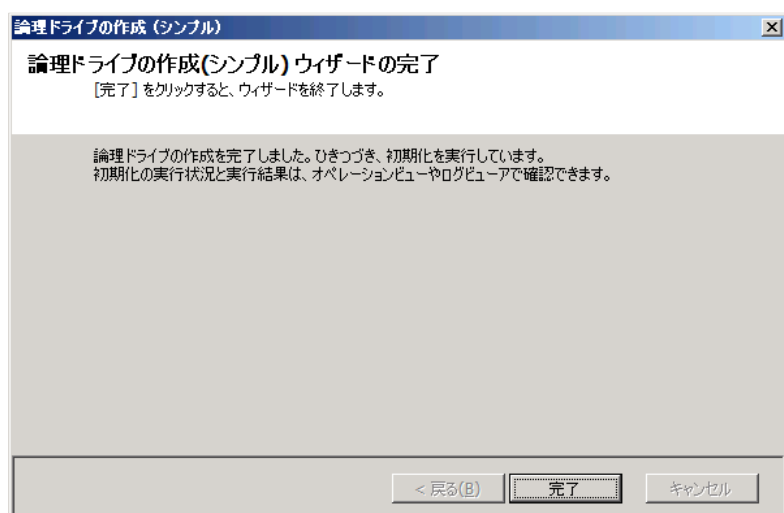 論理ドライブの作成 (シンプル)
論理ドライブの作成(シンプル) ウィザードの完了
[完了] をクリックすると、ウィザードを終了します。
論理ドライブの作成を完了しました。ひきつづき、初期化を実行しています。
初期化の実行状況と実行結果は、オペレーションビューやログビューアで確認できます。
< 戻る(B) 完了 キャンセル